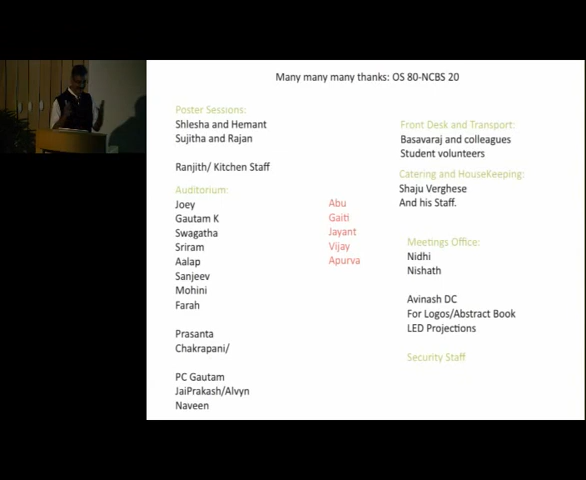 Many many many thanks: OS 80-NCBS 20
Poster Sessions:
Shlesha and Hemant
Sujitha and Rajan
Ranjith/ Kitchen Staff
Auditorium:
Joey
Gautam K
Swagatha
Sriram
Aalap
Sanjeev
Mohini
Farah
Prasanta
Chakrapani/
PC Gautam
JaiPrakash/Alvyn
Naveen
Abu
Gaiti
Jayant
Vijay
Apurva
Front Desk and Transport:
Basavaraj and colleagues
Student volunteers
Catering and HouseKeeping:
Shaju Verghese
And his Staff.
Meetings Office:
Nidhi
Nishath
Avinash DC
For Logos/Abstract Book
LED Projections
Security Staff